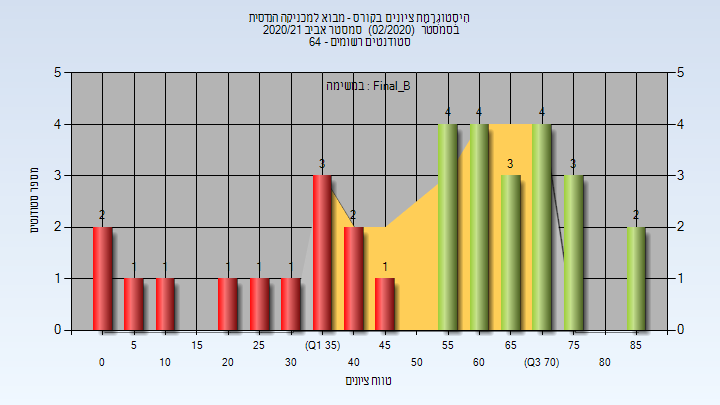 היסטוגרמת ציונים בקורס - מבוא למכניקה הנדסית
בסמסטר (02/2020) סמסטר אביב 2020/21
סטודנטים רשומים - 64
במשימה : Final_B
מספר סטודנטים
5 4 3 2 1 0
5 4 3 2 1 0
2 1 1 1 1 1 3 2 1 4 4 3 4 3 2
5 15 25 (Q1 35) 45 55 65 75 85
0 10 20 30 40 50 60 (Q3 70) 80
טווח ציונים